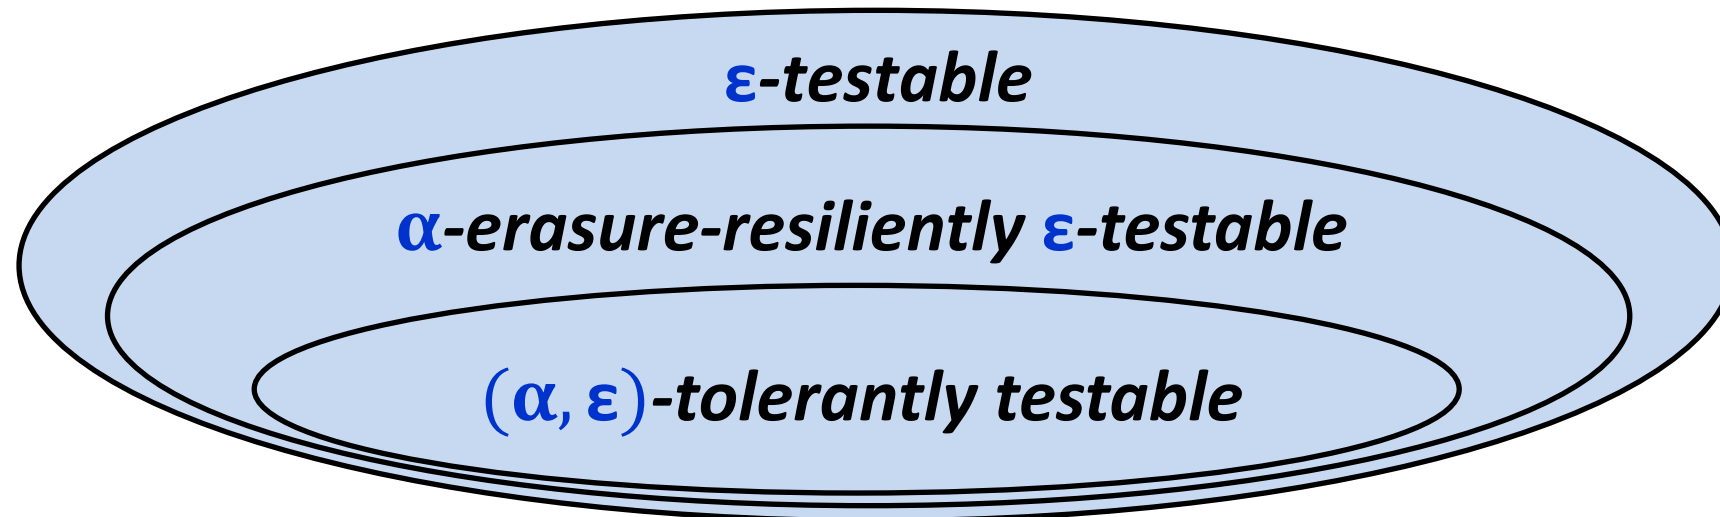 ε-testable
α-erasure-resiliently ε-testable
(α, ε)-tolerantly testable